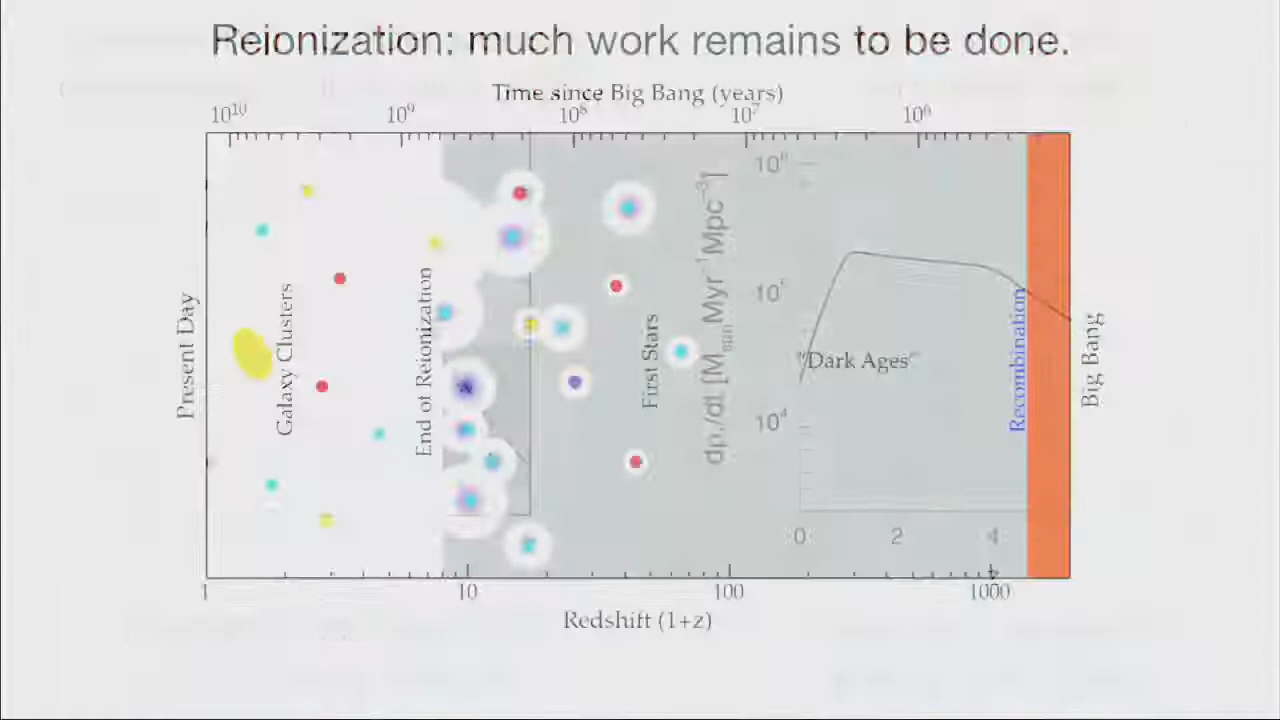 Reionization: much work remains to be done.
Time since Big Bang (years)
10¹⁰ 10⁹ 10⁸ 10⁷ 10⁶
Present Day
Galaxy Clusters
End of Reionization
First Stars
"Dark Ages"
Recombination
Big Bang
10⁵
10⁴
0 2 4
1 10 100 1000
Redshift (1+z)